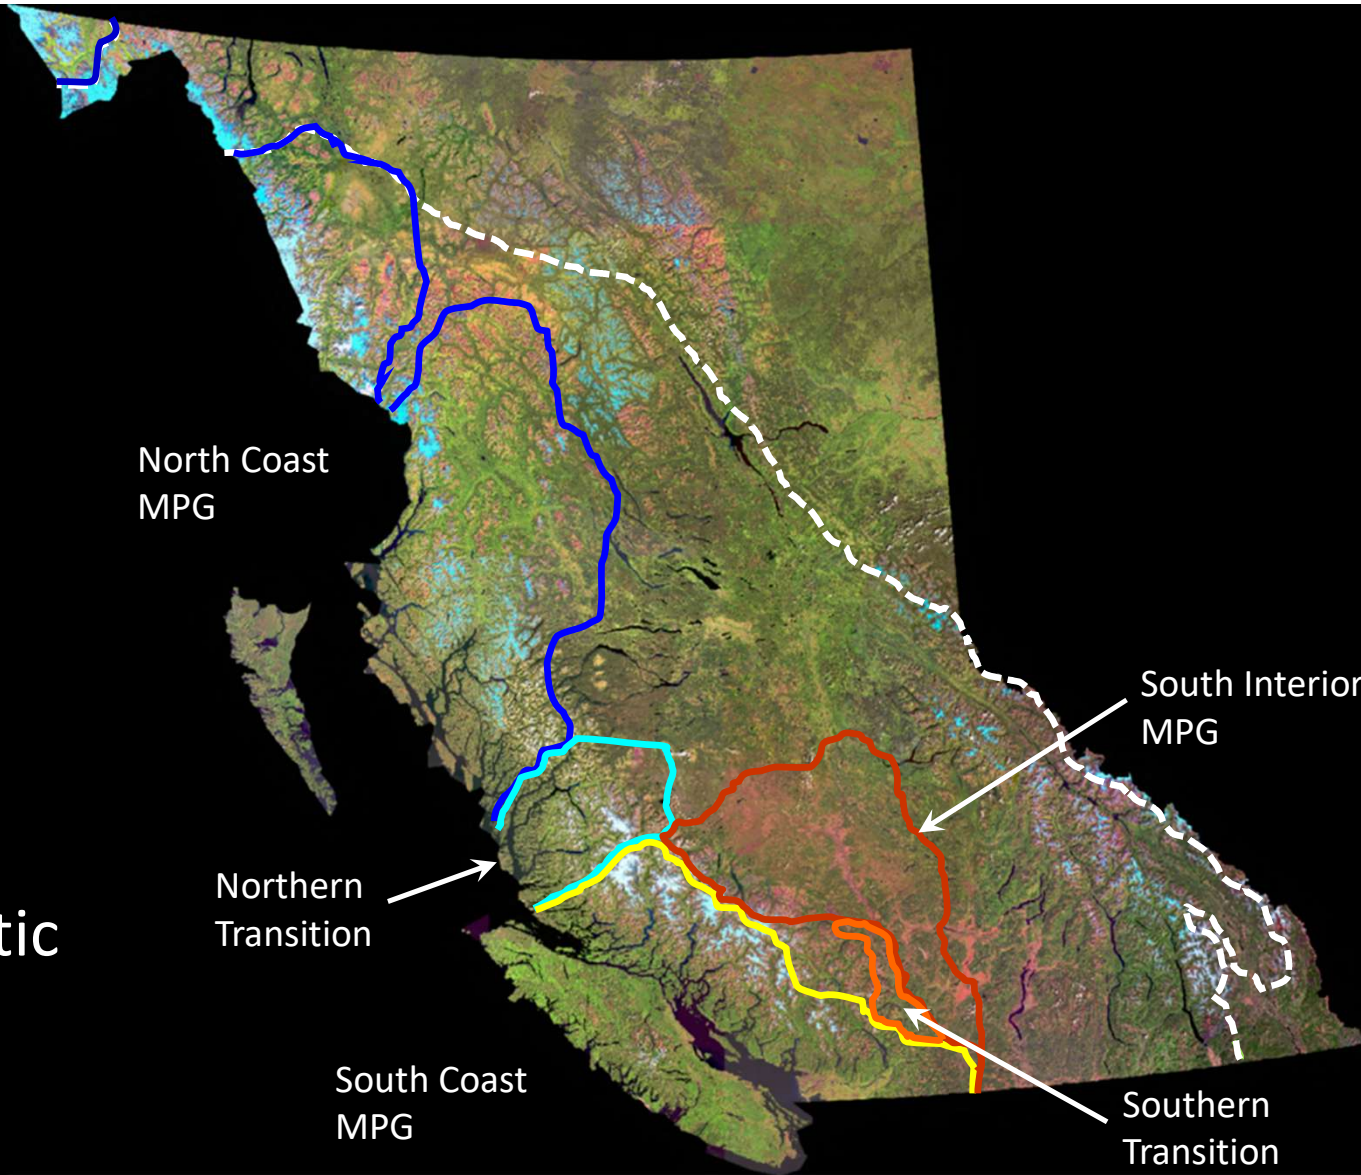 North Coast
MPG
South Interior
MPG
Northern
Transition
tic
South Coast
MPG
Southern
Transition